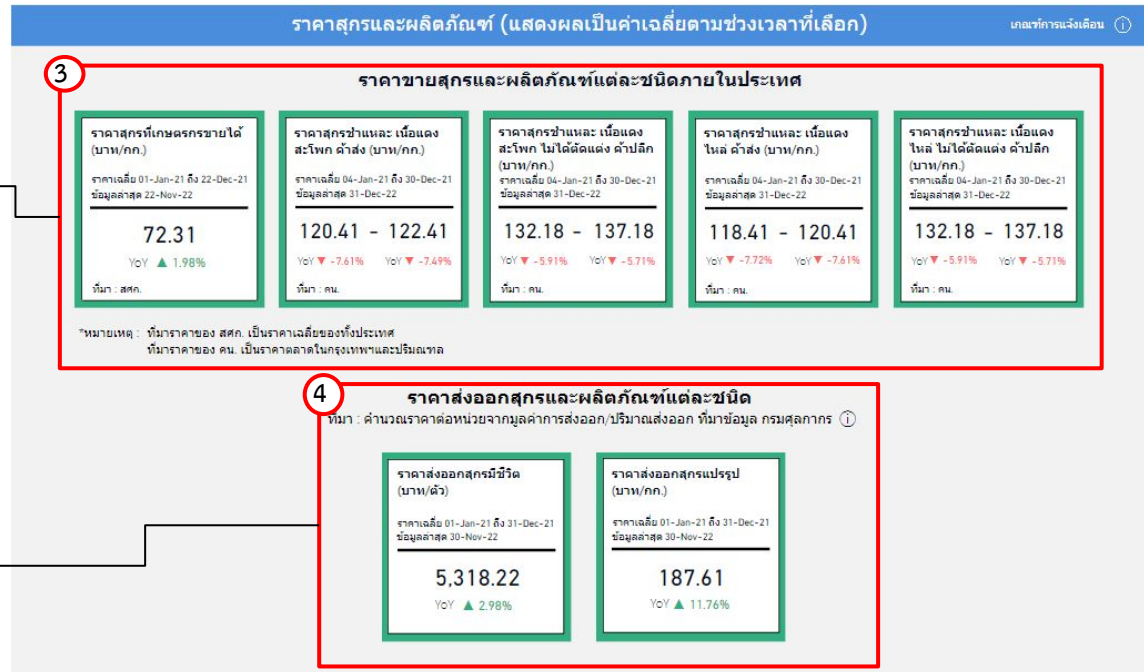 ราคาสุกรและผลิตภัณฑ์ (แสดงผลเป็นค่าเฉลี่ยตามช่วงเวลาที่เลือก)
เกณฑ์การแจ้งเตือน ⓘ
3
ราคาขายสุกรและผลิตภัณฑ์แต่ละชนิดภายในประเทศ
ราคาสุกรที่เกษตรกรขายได้
(บาท/กก.)
ราคาเฉลี่ย 01-Jan-21 ถึง 22-Dec-21
ข้อมูลล่าสุด 22-Nov-22
72.31
YoY ▲ 1.98%
ที่มา : สศก.
ราคาสุกรชำแหละ เนื้อแดง
สะโพก ค้าส่ง (บาท/กก.)
ราคาเฉลี่ย 04-Jan-21 ถึง 30-Dec-21
ข้อมูลล่าสุด 31-Dec-22
120.41 - 122.41
YoY ▼ -7.61% YoY ▼ -7.49%
ที่มา : คน.
ราคาสุกรชำแหละ เนื้อแดง
สะโพก ไม่ได้ตัดแต่ง ค้าปลีก
(บาท/กก.)
ราคาเฉลี่ย 04-Jan-21 ถึง 30-Dec-21
ข้อมูลล่าสุด 31-Dec-22
132.18 - 137.18
YoY ▼ -5.91% YoY ▼ -5.71%
ที่มา : คน.
ราคาสุกรชำแหละ เนื้อแดง
ไหล่ ค้าส่ง (บาท/กก.)
ราคาเฉลี่ย 04-Jan-21 ถึง 30-Dec-21
ข้อมูลล่าสุด 31-Dec-22
118.41 - 120.41
YoY ▼ -7.72% YoY ▼ -7.61%
ที่มา : คน.
ราคาสุกรชำแหละ เนื้อแดง
ไหล่ ไม่ได้ตัดแต่ง ค้าปลีก
(บาท/กก.)
ราคาเฉลี่ย 04-Jan-21 ถึง 30-Dec-21
ข้อมูลล่าสุด 31-Dec-22
132.18 - 137.18
YoY ▼ -5.91% YoY ▼ -5.71%
ที่มา : คน.
*หมายเหตุ : ที่มาราคาของ สศก. เป็นราคาเฉลี่ยของทั้งประเทศ
ที่มาราคาของ คน. เป็นราคาตลาดในกรุงเทพฯและปริมณฑล
4
ราคาส่งออกสุกรและผลิตภัณฑ์แต่ละชนิด
ที่มา : คำนวณราคาต่อหน่วยจากมูลค่าการส่งออก/ปริมาณส่งออก ที่มาข้อมูล กรมศุลกากร ⓘ
ราคาส่งออกสุกรมีชีวิต
(บาท/ตัว)
ราคาเฉลี่ย 01-Jan-21 ถึง 31-Dec-21
ข้อมูลล่าสุด 30-Nov-22
5,318.22
YoY ▲ 2.98%
ราคาส่งออกสุกรแปรรูป
(บาท/กก.)
ราคาเฉลี่ย 01-Jan-21 ถึง 31-Dec-21
ข้อมูลล่าสุด 30-Nov-22
187.61
YoY ▲ 11.76%